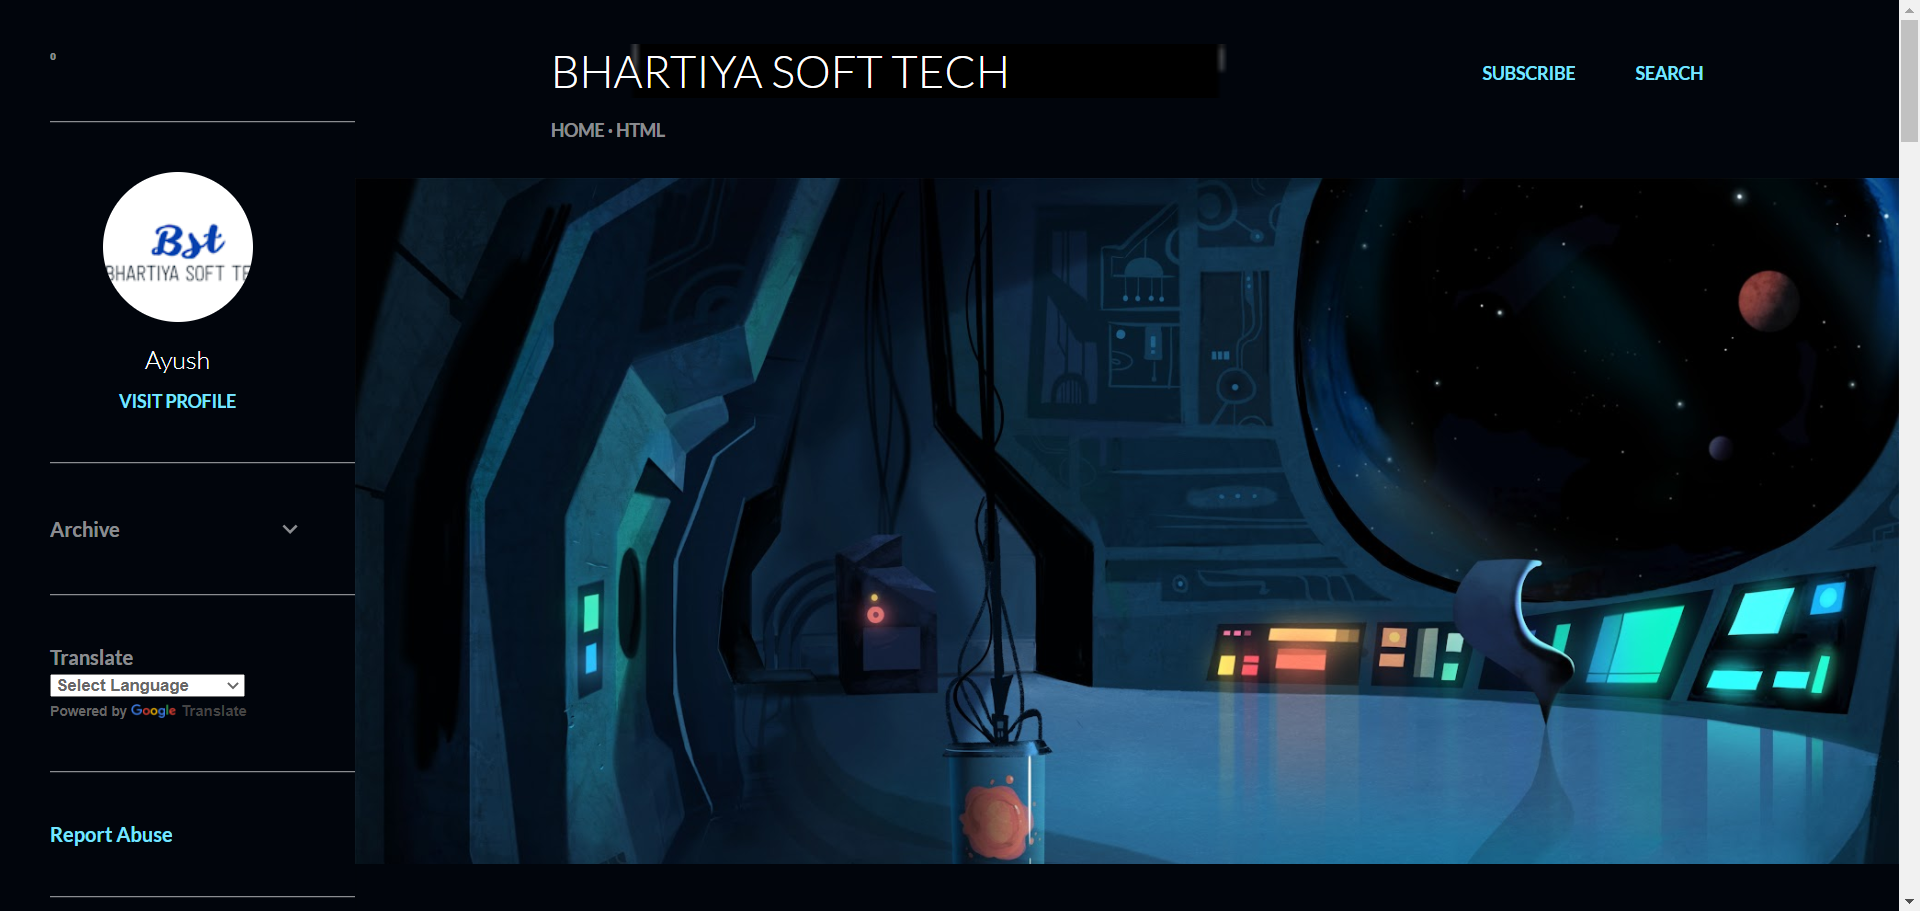 0
BHARTIYA SOFT TECH
SUBSCRIBE
SEARCH
HOME · HTML
Bst
BHARTIYA SOFT TE
Ayush
VISIT PROFILE
Archive
Translate
Select Language
Powered by Google Translate
Report Abuse